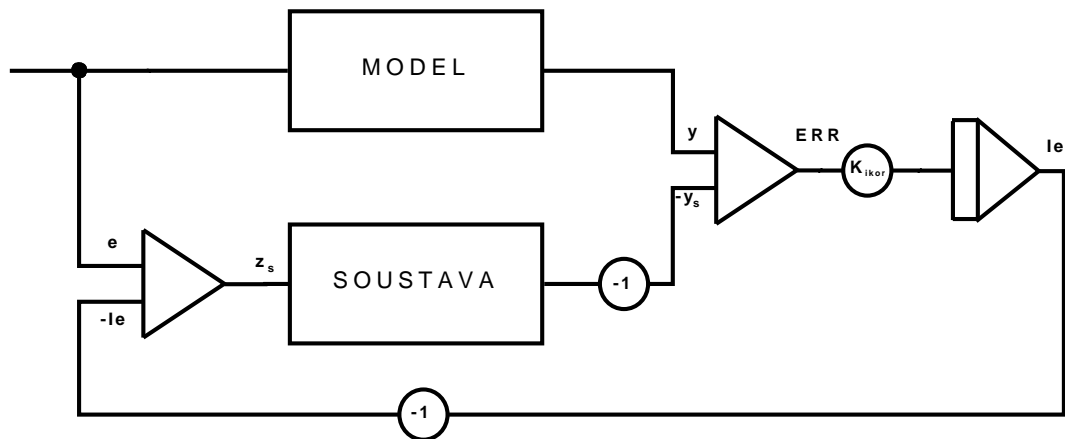 MODEL
y
ERR
Ie
K ikor
-y s
e
z s
SOUSTAVA
-1
-Ie
-1